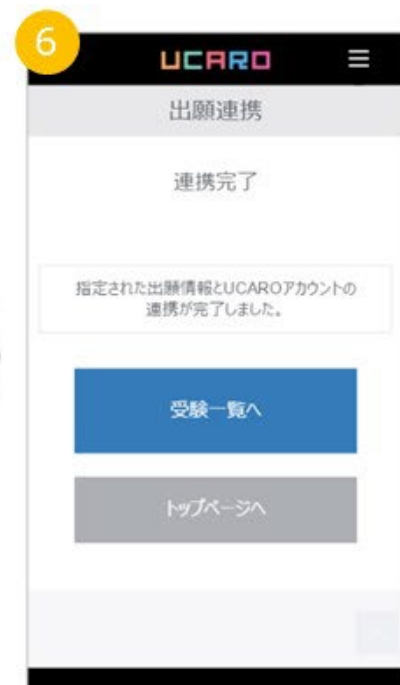 6
UCARO
出願連携
連携完了
指定された出願情報とUCAROアカウントの
連携が完了しました。
受験一覧へ
トップページへ